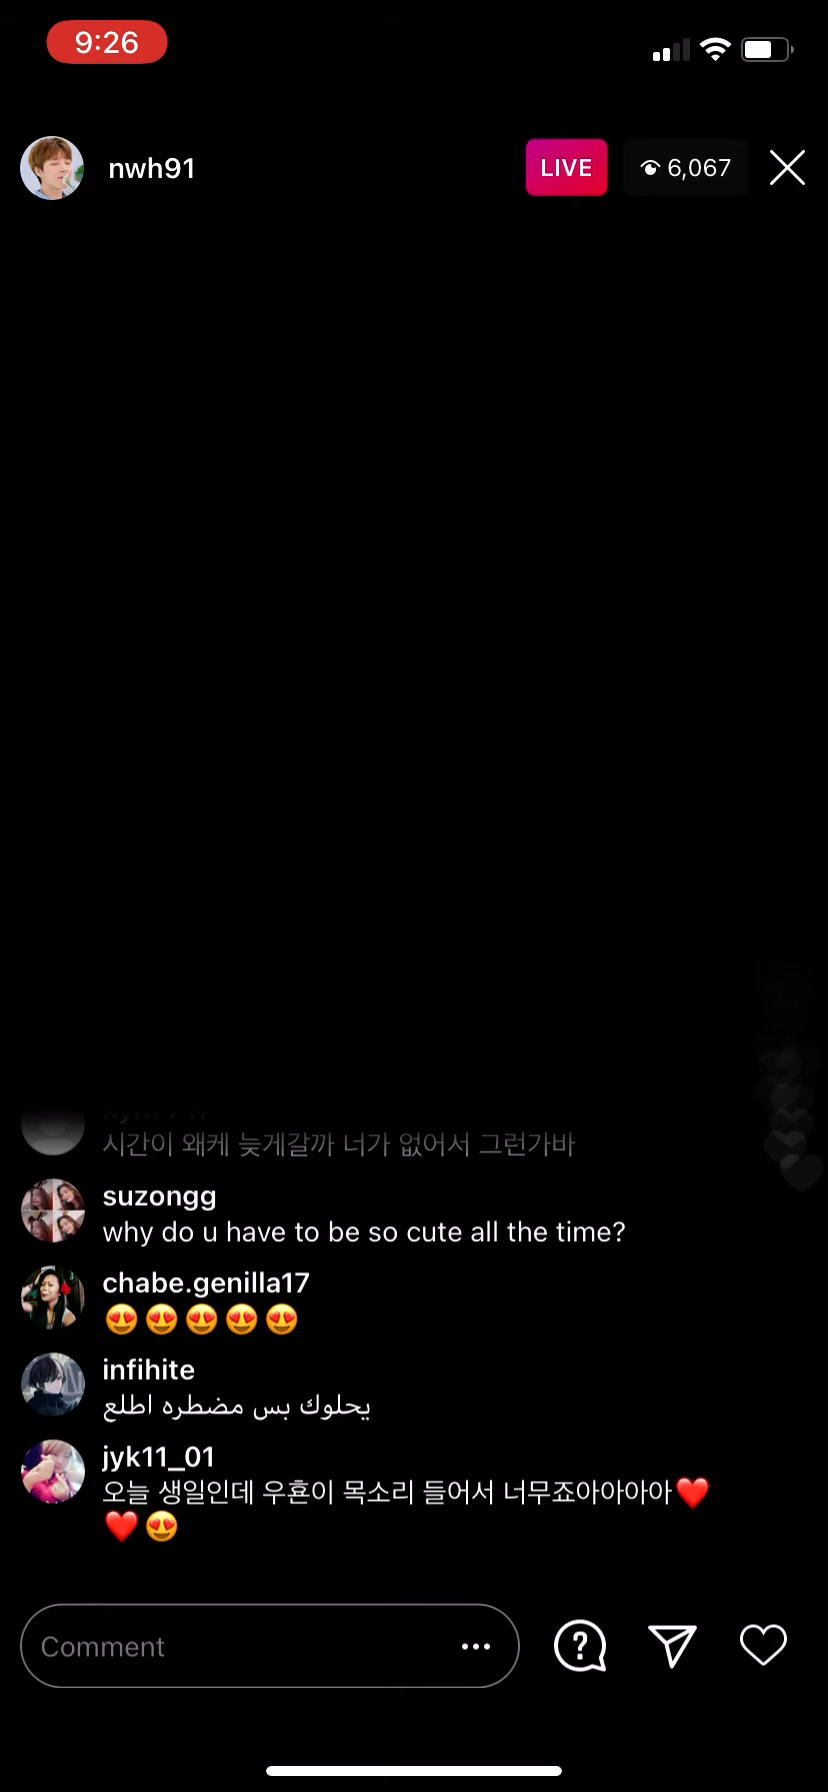 9:26
nwh91
LIVE
6,067
시간이 왜케 늦게갈까 너가 없어서 그런가바
suzongg
why do u have to be so cute all the time?
chabe.genilla17
😍😍😍😍😍
infihite
يحلوك بس مضطره اطلع
jyk11_01
오늘 생일인데 우횬이 목소리 들어서 너무죠아아아아❤️
❤️😍
Comment